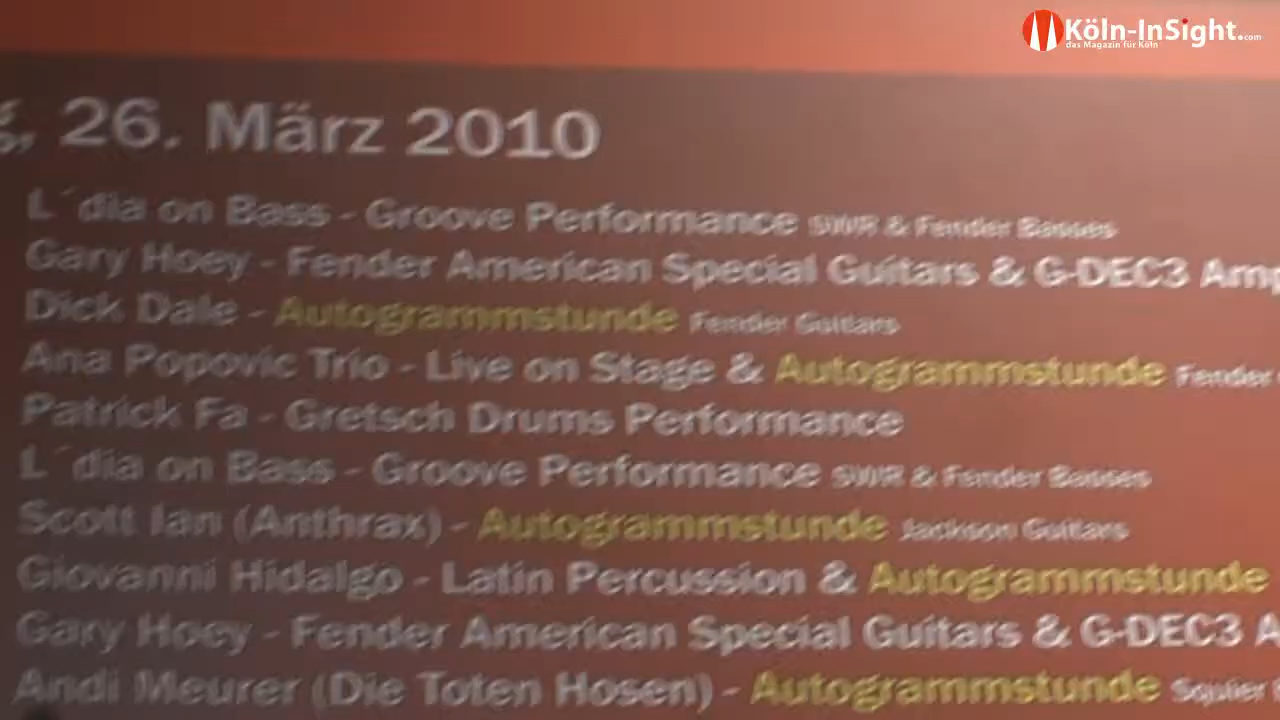 Köln-InSight.com
das Magazin für Köln
26. März 2010
L´dia on Bass - Groove Performance SWR & Fender Basses
Gary Hoey - Fender American Special Guitars & G-DEC3
Dick Dale - Autogrammstunde Fender Guitars
Ana Popovic Trio - Live on Stage & Autogrammstunde Fender
Patrick Fa - Gretsch Drums Performance
L´dia on Bass - Groove Performance SWR & Fender Basses
Scott Ian (Anthrax) - Autogrammstunde Jackson Guitars
Giovanni Hidalgo - Latin Percussion & Autogrammstunde
Gary Hoey - Fender American Special Guitars & G-DEC3 A
Andi Meurer (Die Toten Hosen) - Autogrammstunde Squier